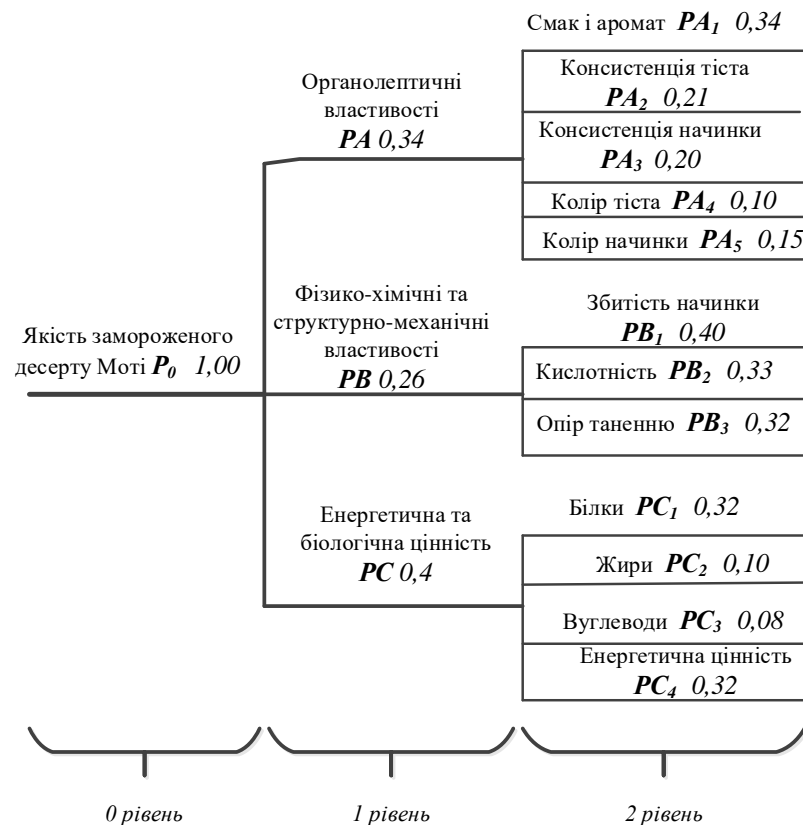 Смак і аромат PA₁ 0,34
Органолептичні
властивості
PA 0,34
Консистенція тіста
PA₂ 0,21
Консистенція начинки
PA₃ 0,20
Колір тіста PA₄ 0,10
Колір начинки PA₅ 0,15
Якість замороженого
десерту Моті P₀ 1,00
Фізико-хімічні та
структурно-механічні
властивості
PB 0,26
Збитість начинки
PB₁ 0,40
Кислотність PB₂ 0,33
Опір таненню PB₃ 0,32
Енергетична та
біологічна цінність
PC 0,4
Білки PC₁ 0,32
Жири PC₂ 0,10
Вуглеводи PC₃ 0,08
Енергетична цінність
PC₄ 0,32
0 рівень
1 рівень
2 рівень